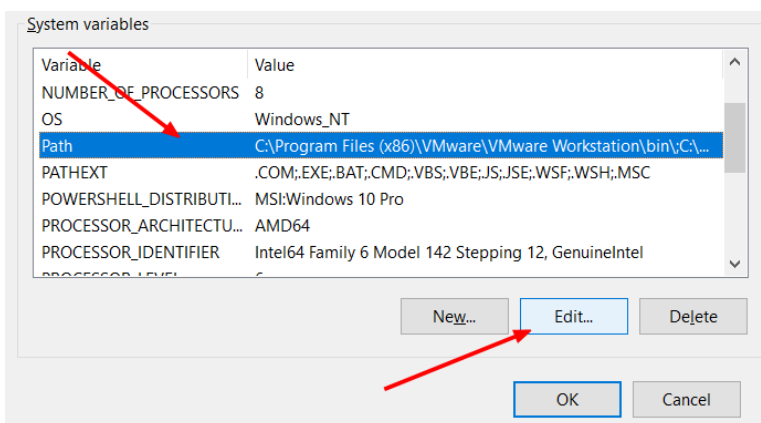 System variables
Variable Value
NUMBER_OF_PROCESSORS 8
OS Windows_NT
Path C:\Program Files (x86)\VMware\VMware Workstation\bin\;C:\...
PATHEXT .COM;.EXE;.BAT;.CMD;.VBS;.VBE;.JS;.JSE;.WSF;.WSH;.MSC
POWERSHELL_DISTRIBUTI... MSI:Windows 10 Pro
PROCESSOR_ARCHITECTU... AMD64
PROCESSOR_IDENTIFIER Intel64 Family 6 Model 142 Stepping 12, GenuineIntel
PROCESSOR_LEVEL 6
New... Edit... Delete
OK Cancel